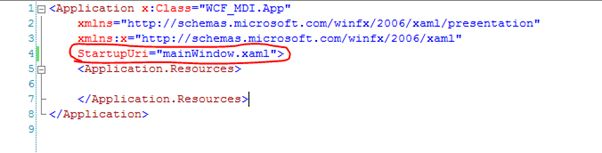 1 <Application x:Class="WCF_MDI.App"
2 xmlns="http://schemas.microsoft.com/winfx/2006/xaml/presentation"
3 xmlns:x="http://schemas.microsoft.com/winfx/2006/xaml"
4 StartupUri="mainWindow.xaml">
5 <Application.Resources>
6
7 </Application.Resources>
8 </Application>
9